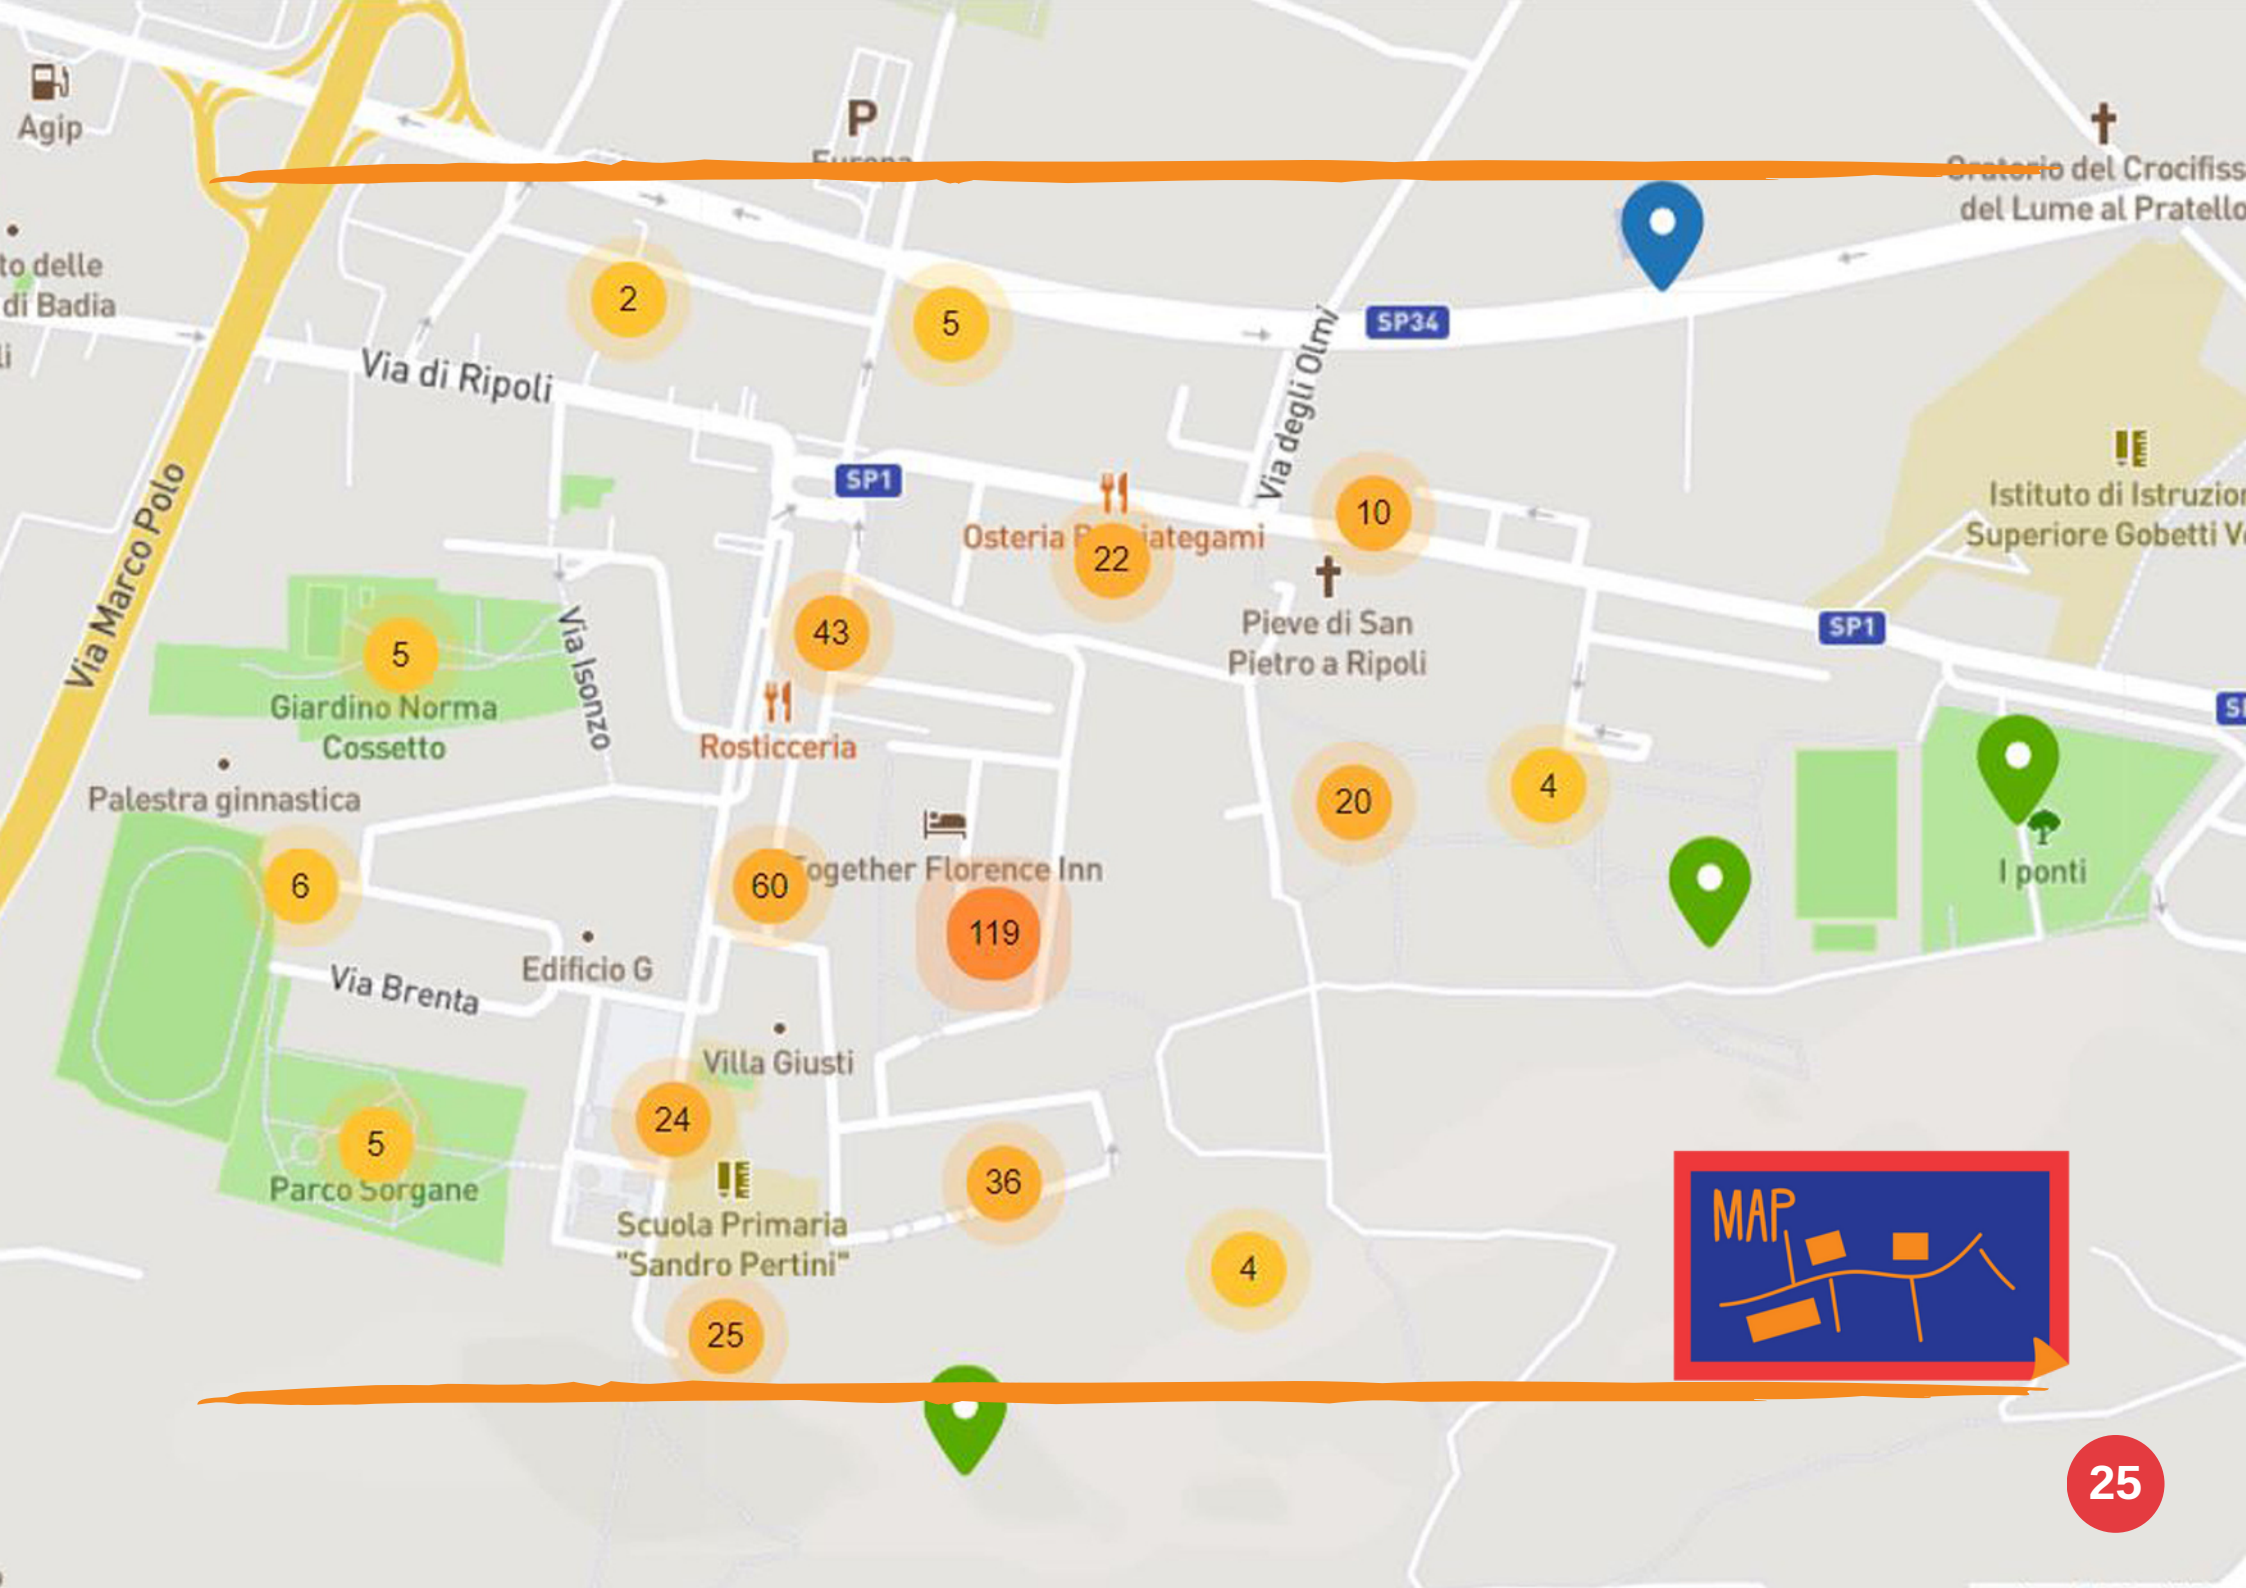 Agip
P
Europa
Oratorio del Crocifiss
del Lume al Pratello
to delle
di Badia
li
2
5
SP34
Via di Ripoli
Via degli Olmi
SP1
Istituto di Istruzion
Superiore Gobetti Vo
Via Marco Polo
10
Osteria B iategami
22
Pieve di San
Pietro a Ripoli
SP1
43
5
Via Isonzo
Giardino Norma
Cossetto
Rosticceria
Palestra ginnastica
20
4
6
60
Together Florence Inn
I ponti
119
Edificio G
Via Brenta
Villa Giusti
24
5
Parco Sorgane
36
Scuola Primaria
"Sandro Pertini"
4
MAP
25
25